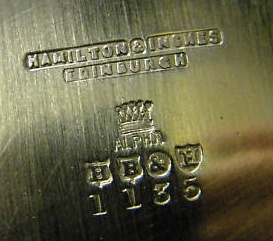 HAMILTON & INCHES
EDINBURGH
ALPHA
H B & H
1135